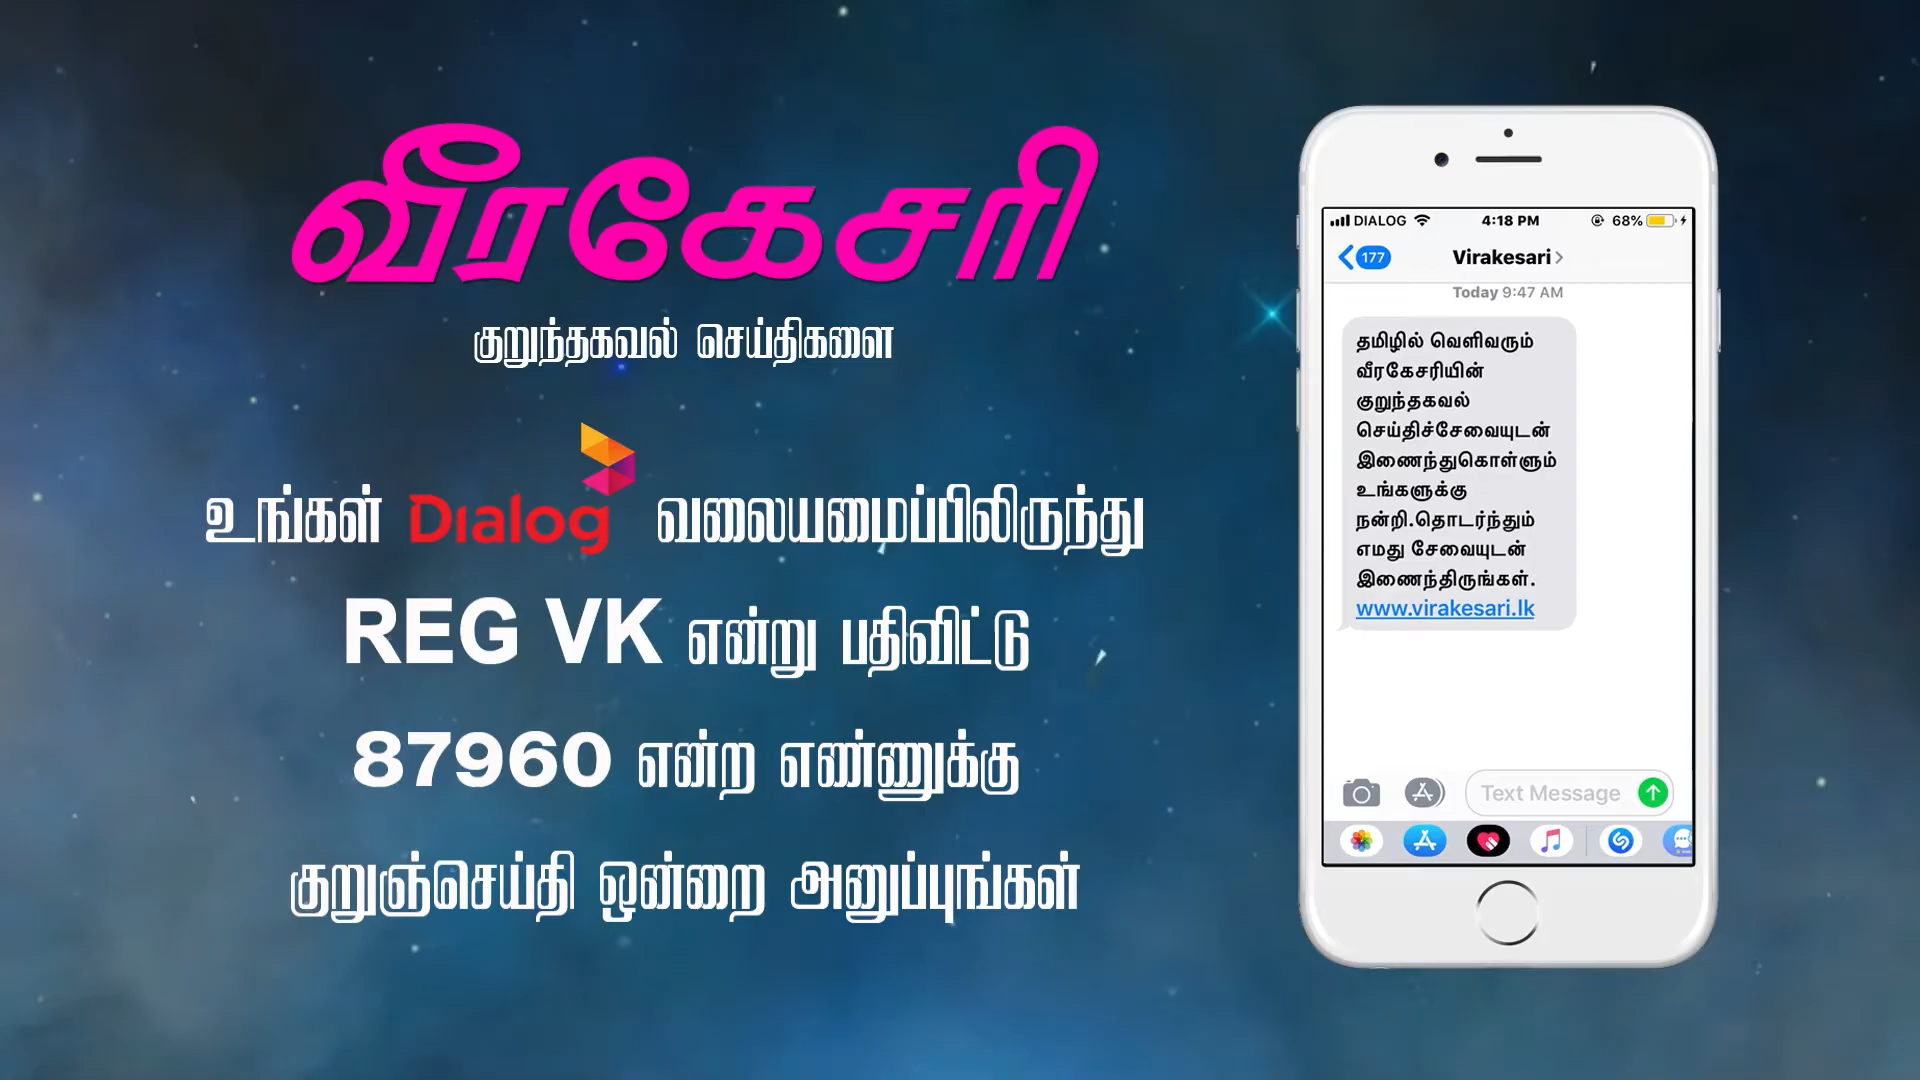 வீரகேசரி
குறுந்தகவல் செய்திகளை
உங்கள் Dialog வலையமைப்பிலிருந்து
REG VK என்று பதிவிட்டு
87960 என்ற எண்ணுக்கு
குறுஞ்செய்தி ஒன்றை அனுப்புங்கள்
DIALOG 4:18 PM 68%
177 Virakesari
Today 9:47 AM
தமிழில் வெளிவரும்
வீரகேசரியின்
குறுந்தகவல்
செய்திச்சேவையுடன்
இணைந்துகொள்ளும்
உங்களுக்கு
நன்றி.தொடர்ந்தும்
எமது சேவையுடன்
இணைந்திருங்கள்.
www.virakesari.lk
Text Message